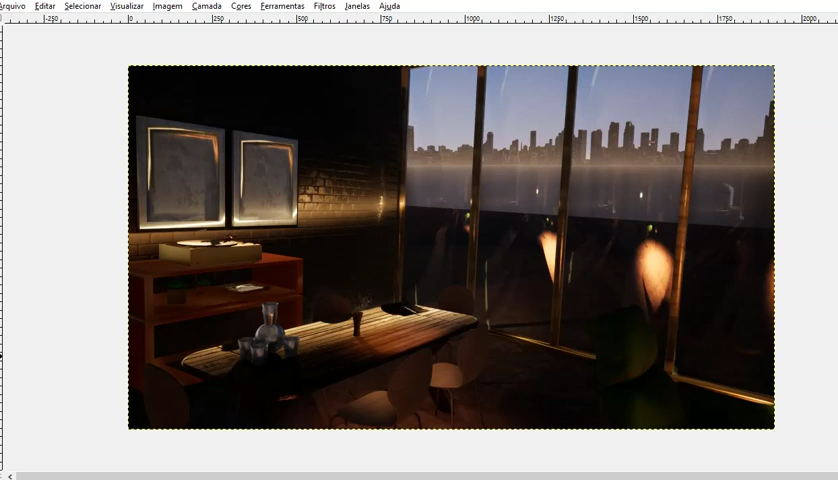 Arquivo Editar Selecionar Visualizar Imagem Camada Cores Ferramentas Filtros Janelas Ajuda
-250 0 250 500 750 1000 1250 1500 1750 2000